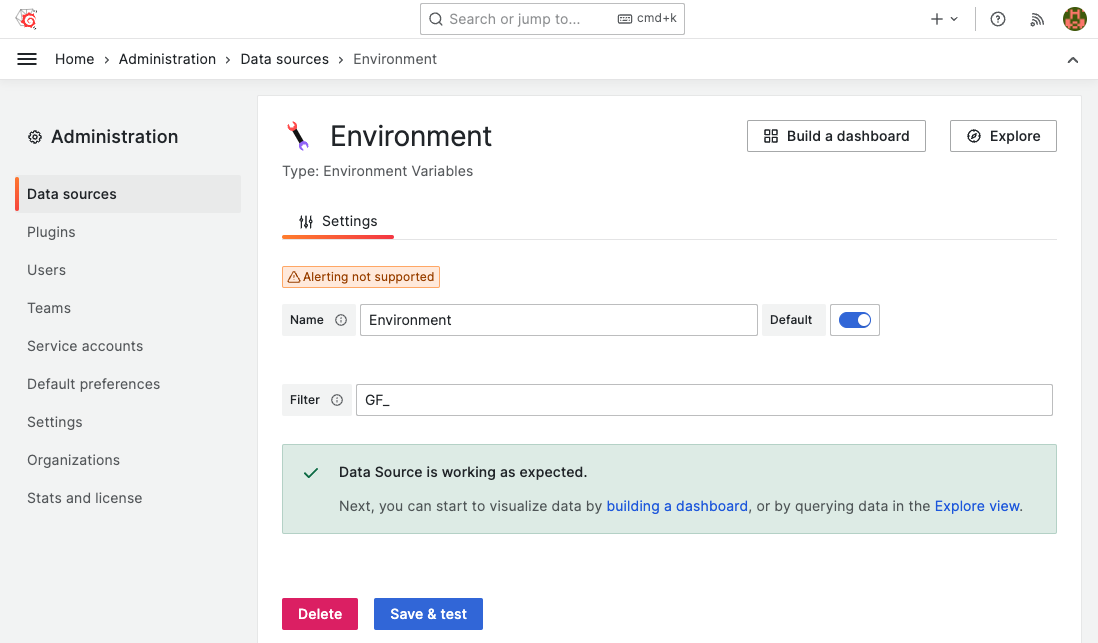 Search or jump to... cmd+k
Home › Administration › Data sources › Environment
Administration
Data sources
Plugins
Users
Teams
Service accounts
Default preferences
Settings
Organizations
Stats and license
Environment
Build a dashboard
Explore
Type: Environment Variables
Settings
Alerting not supported
Name Environment Default
Filter GF_
Data Source is working as expected.
Next, you can start to visualize data by building a dashboard, or by querying data in the Explore view.
Delete Save & test